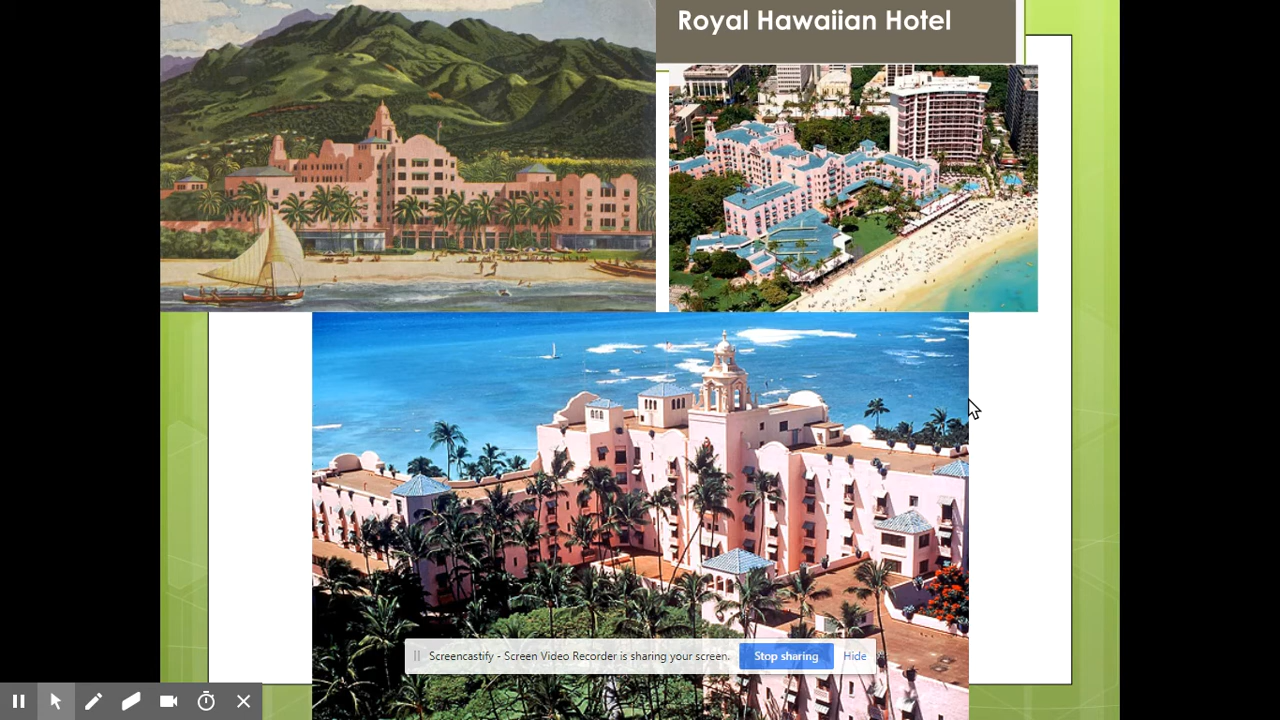 Royal Hawaiian Hotel
Screencastify - Screen Video Recorder is sharing your screen.
Stop sharing
Hide